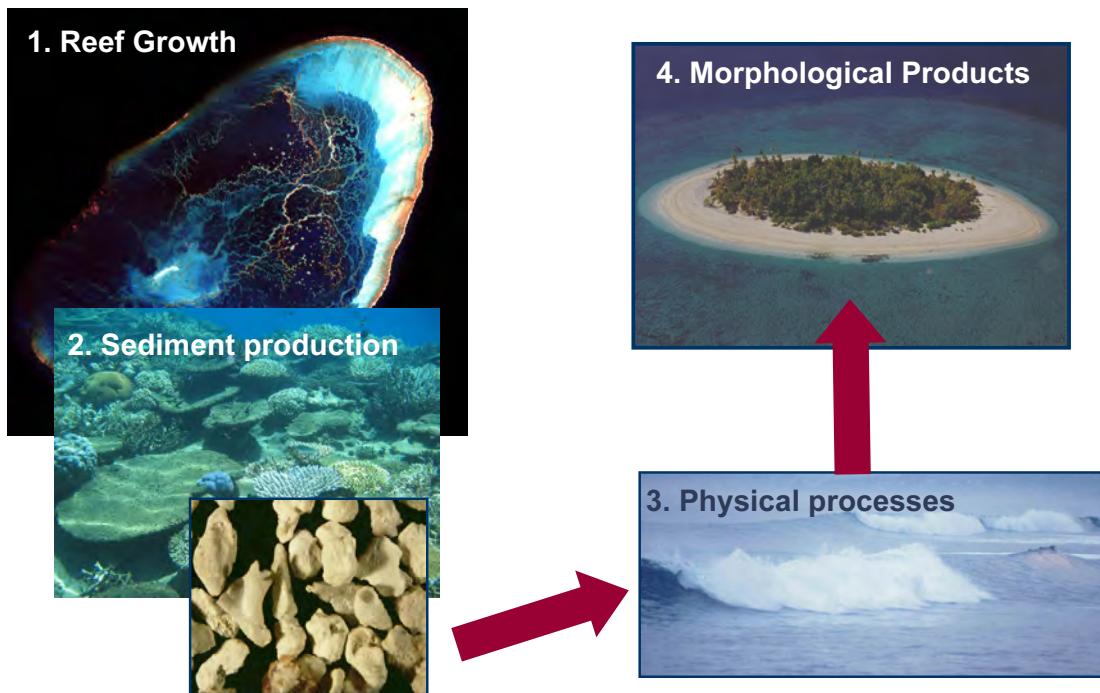 1. Reef Growth
2. Sediment production
3. Physical processes
4. Morphological Products